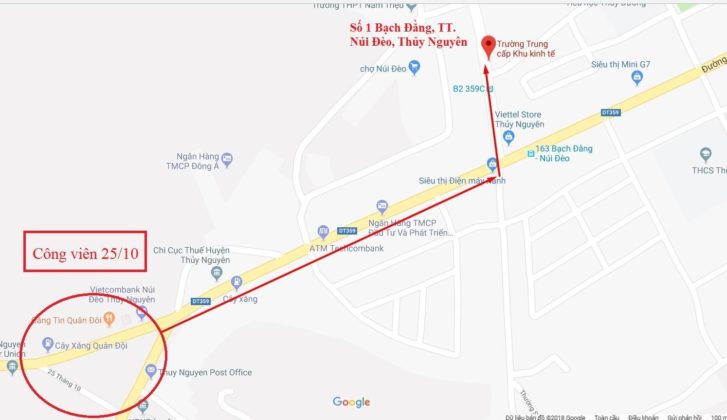 Trường THPT Nam Triệu
Số 1 Bạch Đằng, TT.
Núi Đèo, Thủy Nguyên
Trường Trung
cấp Khu kinh tế
Siêu thị Mini G7
chợ Núi Đèo
B2 359C
Đường
DT359
Viettel Store
Thủy Nguyên
163 Bạch Đằng
- Núi Đèo
Ngân Hàng
TMCP Đông Á
Siêu thị Điện máy Xanh
THCS Th
Ngân Hàng TMCP
Đầu Tư Và Phát Triển...
DT359
ATM Techcombank
Công viên 25/10
Chi Cục Thuế Huyện
Thủy Nguyên
Vietcombank Núi
Đèo Thủy Nguyên
Cây xăng
DT359
Căng Tin Quân Đội
Nguyen
Union
Cây Xăng Quân Đội
25 Tháng 10
Thuy Nguyen Post Office
Google
Dữ liệu bản đồ ©2018 Google Toàn cầu Điều khoản Gửi phản hồi 100 m